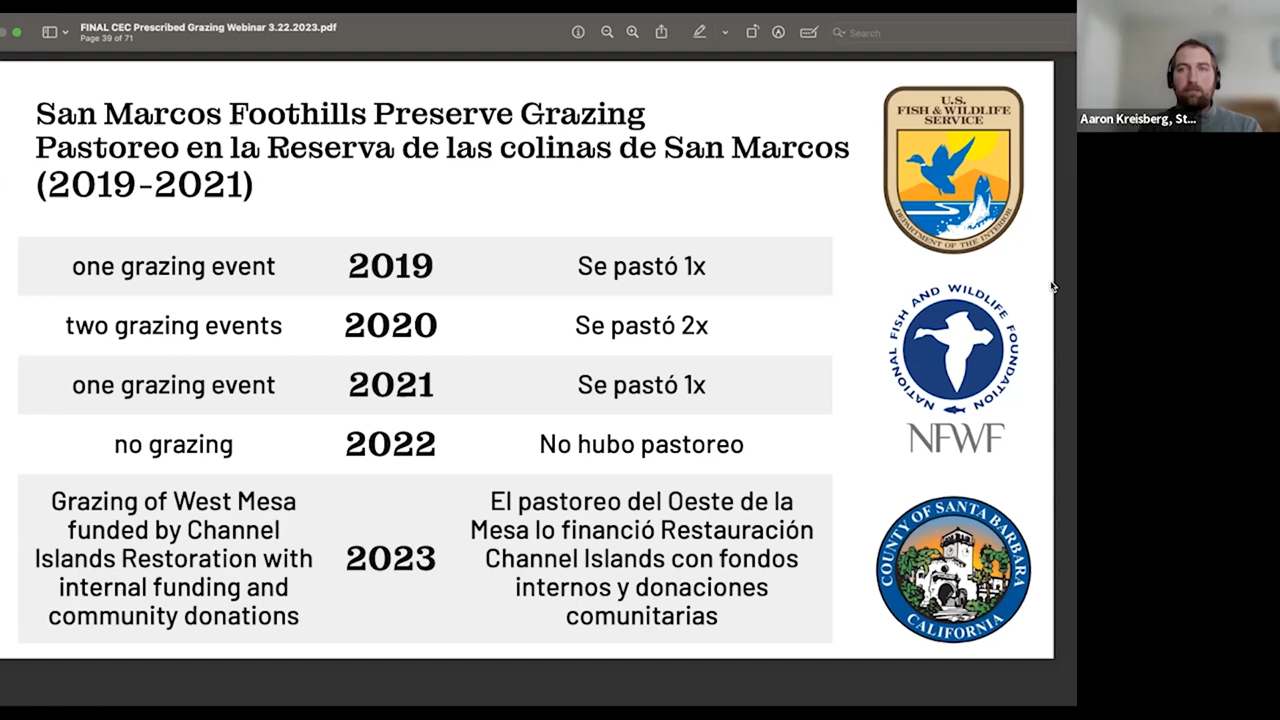 FINAL CEC Prescribed Grazing Webinar 3.22.2023.pdf
Page 39 of 71
Search
Aaron Kreisberg, St...
San Marcos Foothills Preserve Grazing
Pastoreo en la Reserva de las colinas de San Marcos
(2019-2021)
U.S.
FISH & WILDLIFE
SERVICE
DEPARTMENT OF THE INTERIOR
one grazing event 2019 Se pastó 1x
two grazing events 2020 Se pastó 2x
one grazing event 2021 Se pastó 1x
no grazing 2022 No hubo pastoreo
NATIONAL FISH AND WILDLIFE FOUNDATION
NFWF
Grazing of West Mesa
funded by Channel
Islands Restoration with
internal funding and
community donations
2023
El pastoreo del Oeste de la
Mesa lo financió Restauración
Channel Islands con fondos
internos y donaciones
comunitarias
COUNTY OF SANTA BARBARA
CALIFORNIA